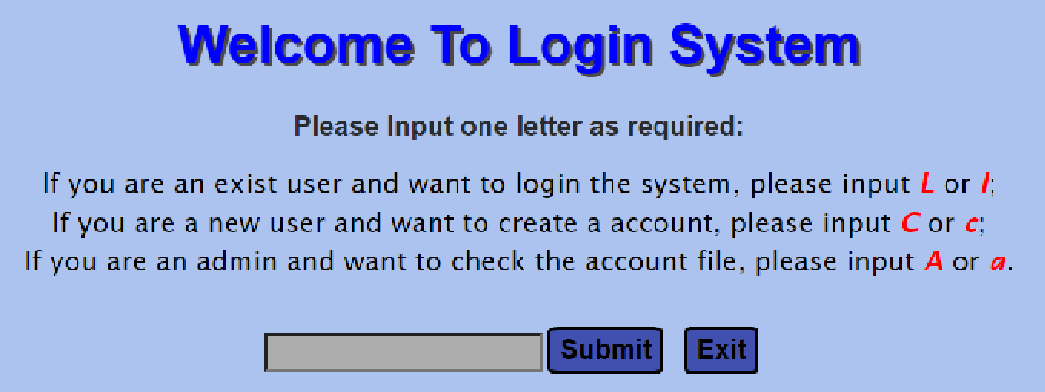 Welcome To Login System
Please Input one letter as required:
If you are an exist user and want to login the system, please input L or l;
If you are a new user and want to create a account, please input C or c;
If you are an admin and want to check the account file, please input A or a.
Submit Exit